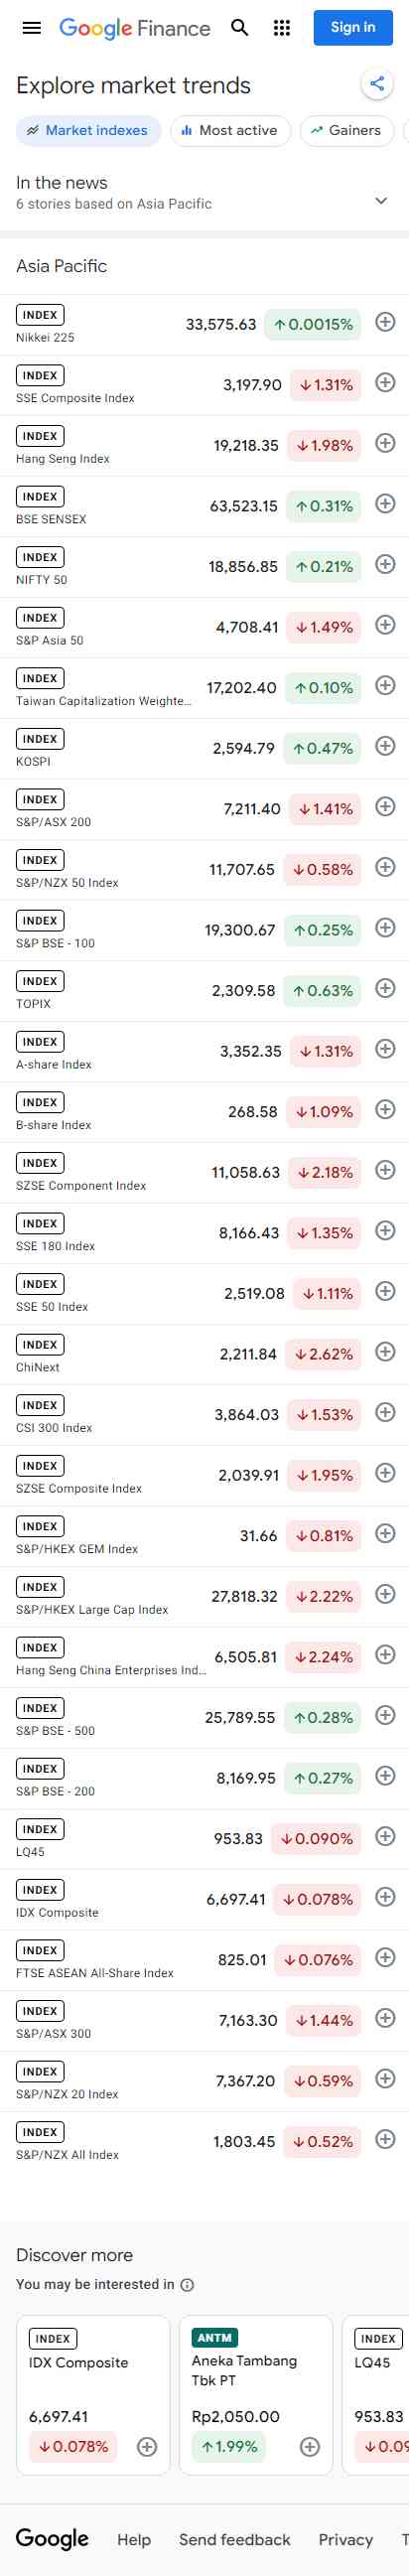 Google Finance
Sign in
Explore market trends
Market indexes
Most active
Gainers
In the news
6 stories based on Asia Pacific
Asia Pacific
INDEX
Nikkei 225
33,575.63
↑0.0015%
INDEX
SSE Composite Index
3,197.90
↓1.31%
INDEX
Hang Seng Index
19,218.35
↓1.98%
INDEX
BSE SENSEX
63,523.15
↑0.31%
INDEX
NIFTY 50
18,856.85
↑0.21%
INDEX
S&P Asia 50
4,708.41
↓1.49%
INDEX
Taiwan Capitalization Weighte...
17,202.40
↑0.10%
INDEX
KOSPI
2,594.79
↑0.47%
INDEX
S&P/ASX 200
7,211.40
↓1.41%
INDEX
S&P/NZX 50 Index
11,707.65
↓0.58%
INDEX
S&P BSE - 100
19,300.67
↑0.25%
INDEX
TOPIX
2,309.58
↑0.63%
INDEX
A-share Index
3,352.35
↓1.31%
INDEX
B-share Index
268.58
↓1.09%
INDEX
SZSE Component Index
11,058.63
↓2.18%
INDEX
SSE 180 Index
8,166.43
↓1.35%
INDEX
SSE 50 Index
2,519.08
↓1.11%
INDEX
ChiNext
2,211.84
↓2.62%
INDEX
CSI 300 Index
3,864.03
↓1.53%
INDEX
SZSE Composite Index
2,039.91
↓1.95%
INDEX
S&P/HKEX GEM Index
31.66
↓0.81%
INDEX
S&P/HKEX Large Cap Index
27,818.32
↓2.22%
INDEX
Hang Seng China Enterprises Ind...
6,505.81
↓2.24%
INDEX
S&P BSE - 500
25,789.55
↑0.28%
INDEX
S&P BSE - 200
8,169.95
↑0.27%
INDEX
LQ45
953.83
↓0.090%
INDEX
IDX Composite
6,697.41
↓0.078%
INDEX
FTSE ASEAN All-Share Index
825.01
↓0.076%
INDEX
S&P/ASX 300
7,163.30
↓1.44%
INDEX
S&P/NZX 20 Index
7,367.20
↓0.59%
INDEX
S&P/NZX All Index
1,803.45
↓0.52%
Discover more
You may be interested in
INDEX
IDX Composite
6,697.41
↓0.078%
ANTM
Aneka Tambang
Tbk PT
Rp2,050.00
↑1.99%
INDEX
LQ45
953.83
↓0.09
Google
Help
Send feedback
Privacy
T